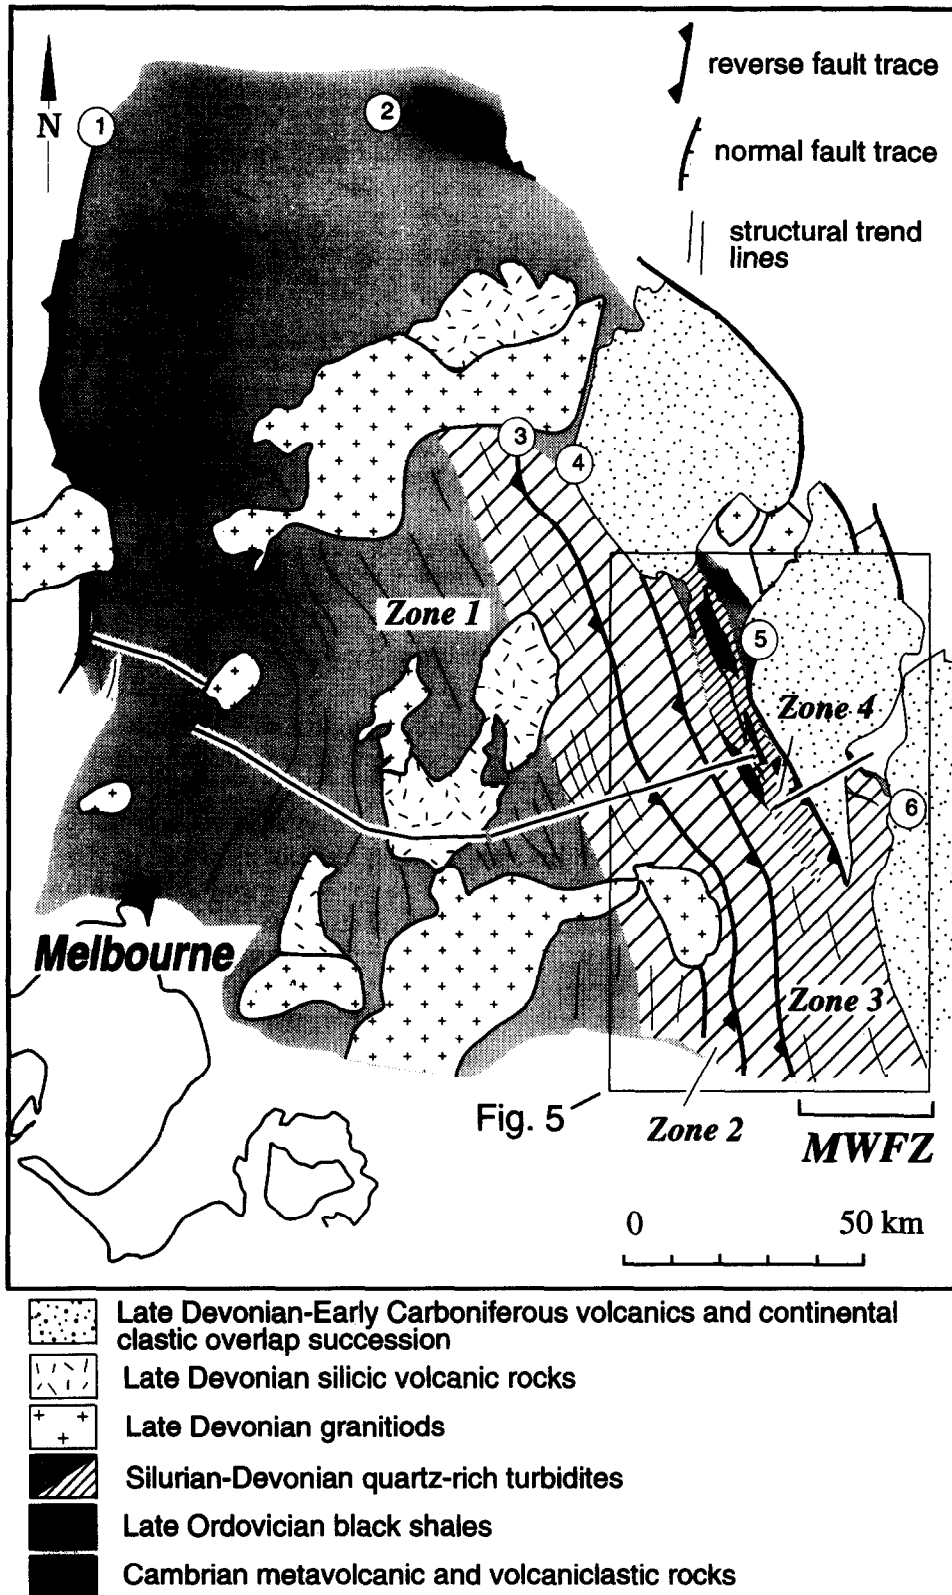 reverse fault trace
N
1
2
normal fault trace
structural trend
lines
3
4
Zone 1
5
Zone 4
6
Melbourne
Zone 3
Fig. 5
Zone 2
MWFZ
0 50 km
Late Devonian-Early Carboniferous volcanics and continental
clastic overlap succession
Late Devonian silicic volcanic rocks
Late Devonian granitiods
Silurian-Devonian quartz-rich turbidites
Late Ordovician black shales
Cambrian metavolcanic and volcaniclastic rocks